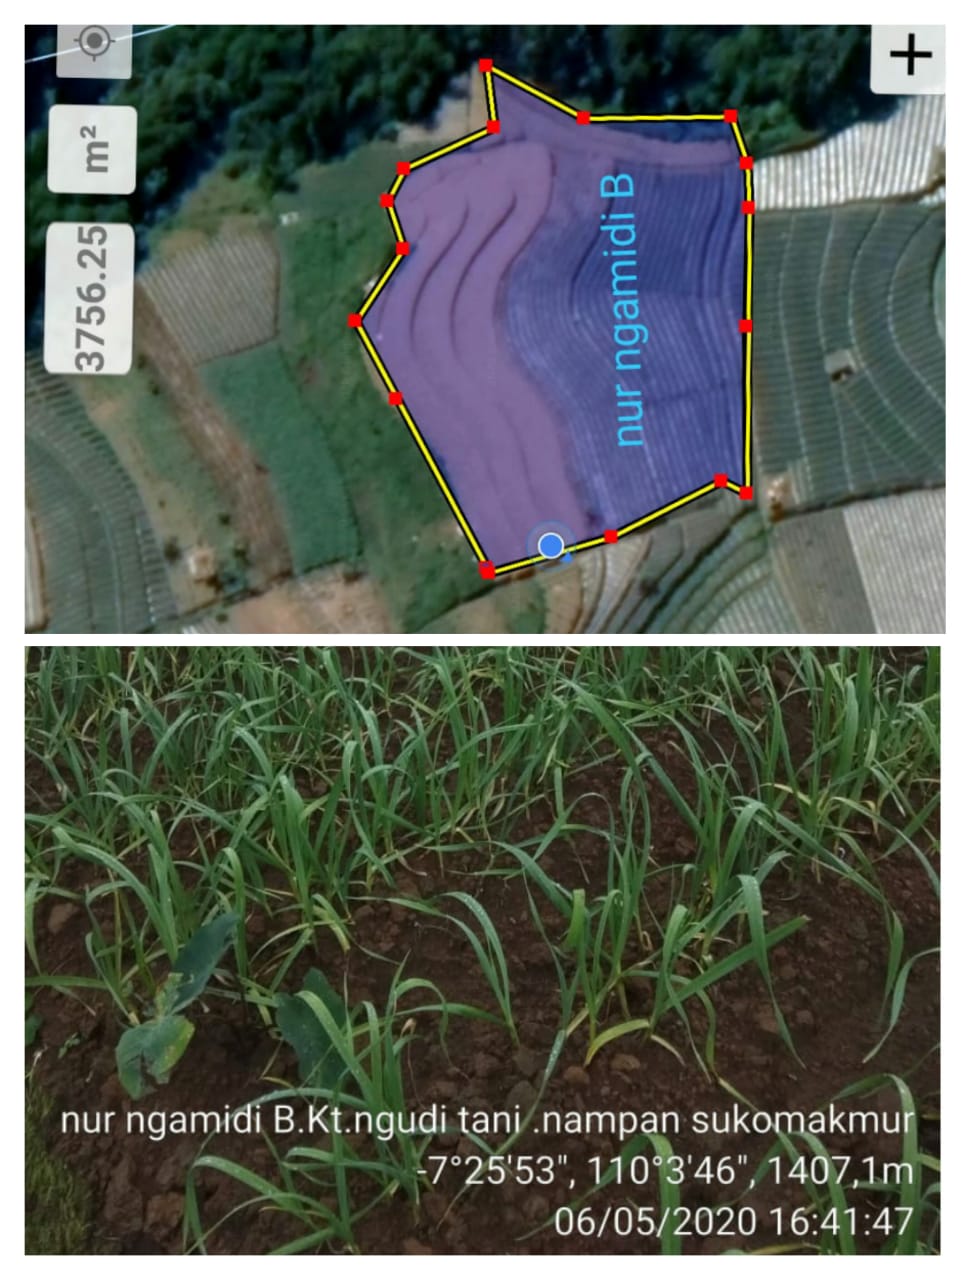 +
m²
3756.25
nur ngamidi B
nur ngamidi B.Kt.ngudi tani .nampan sukomakmur
-7°25'53", 110°3'46", 1407,1m
06/05/2020 16:41:47